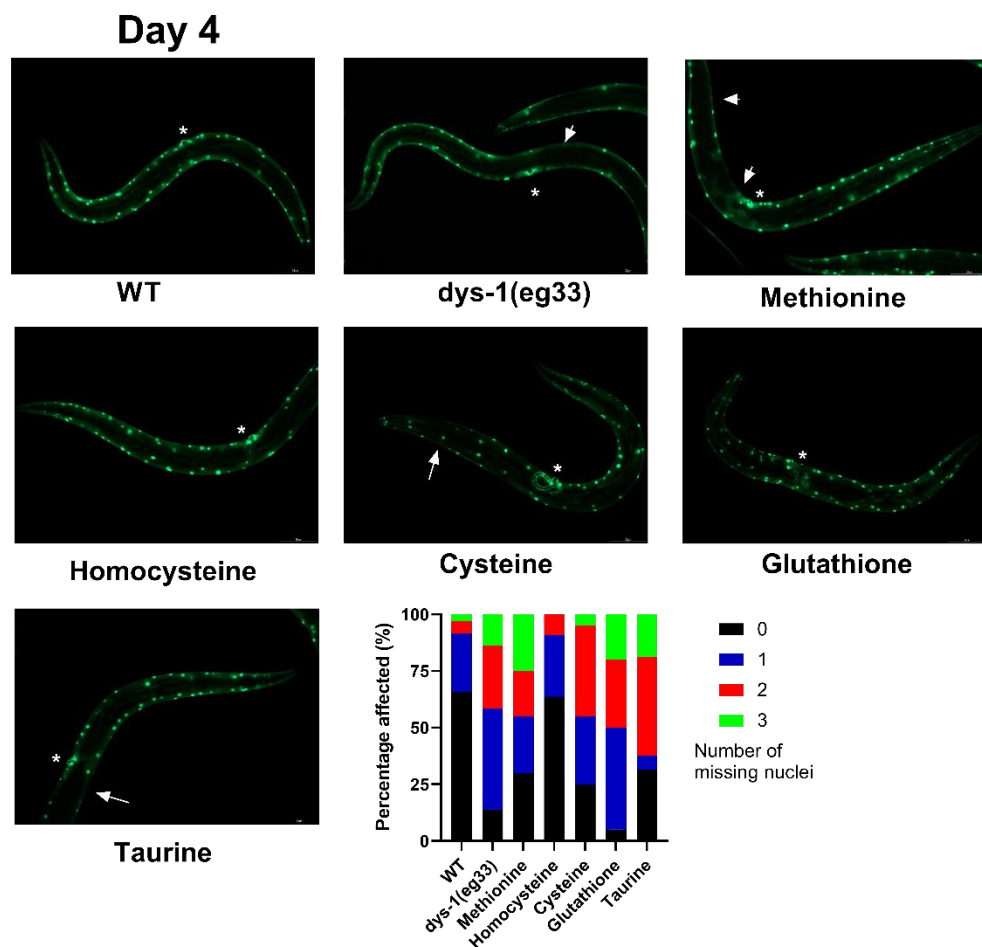 Day 4
*
*
*
WT
dys-1(eg33)
Methionine
*
*
*
Homocysteine
Cysteine
Glutathione
*
Taurine
Percentage affected (%)
100
75
50
25
0
WT
dys-1(eg33)
Methionine
Homocysteine
Cysteine
Glutathione
Taurine
0
1
2
3
Number of
missing nuclei